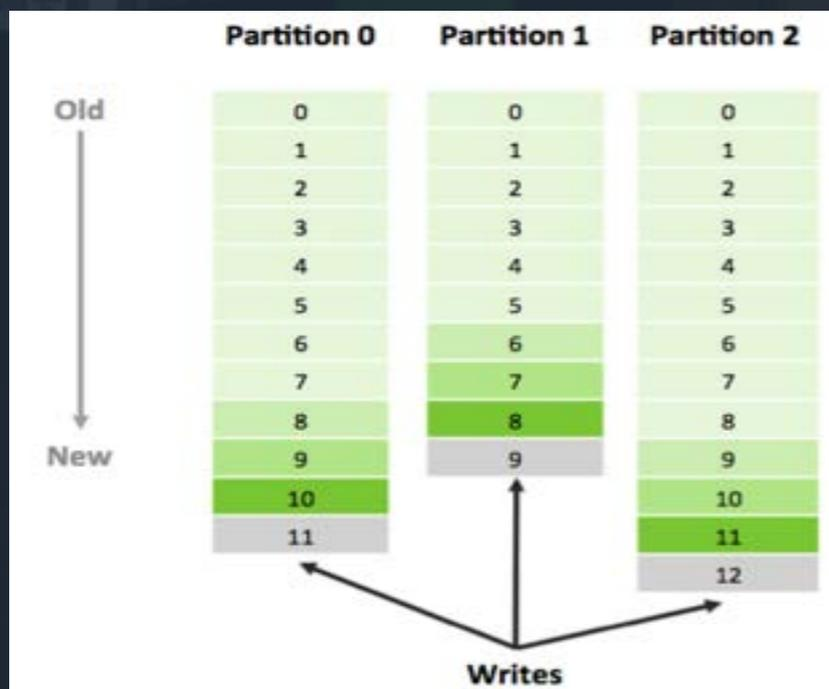 Partition 0 Partition 1 Partition 2
Old 0 0 0
1 1 1
2 2 2
3 3 3
4 4 4
5 5 5
6 6 6
7 7 7
8 8 8
New 9 9 9
10 10
11 11
12
Writes